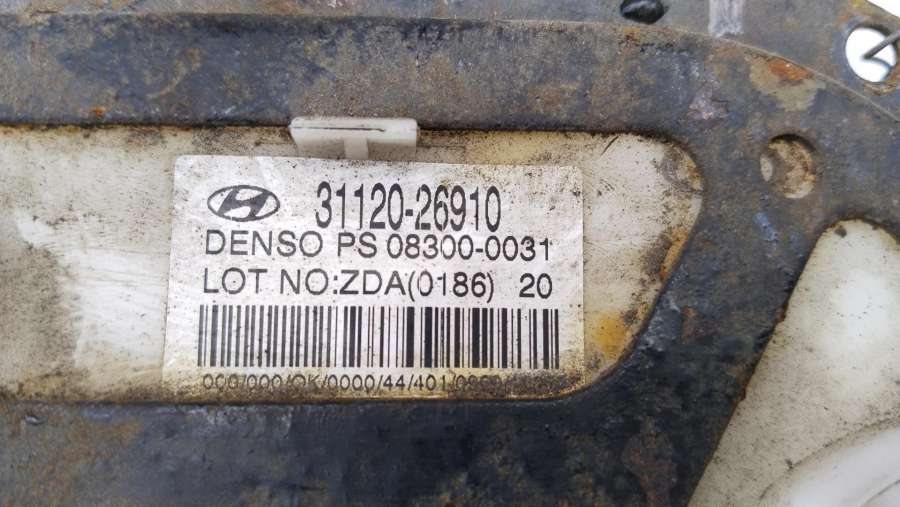 31120-26910
DENSO PS 08300-0031
LOT NO:ZDA(0186) 20